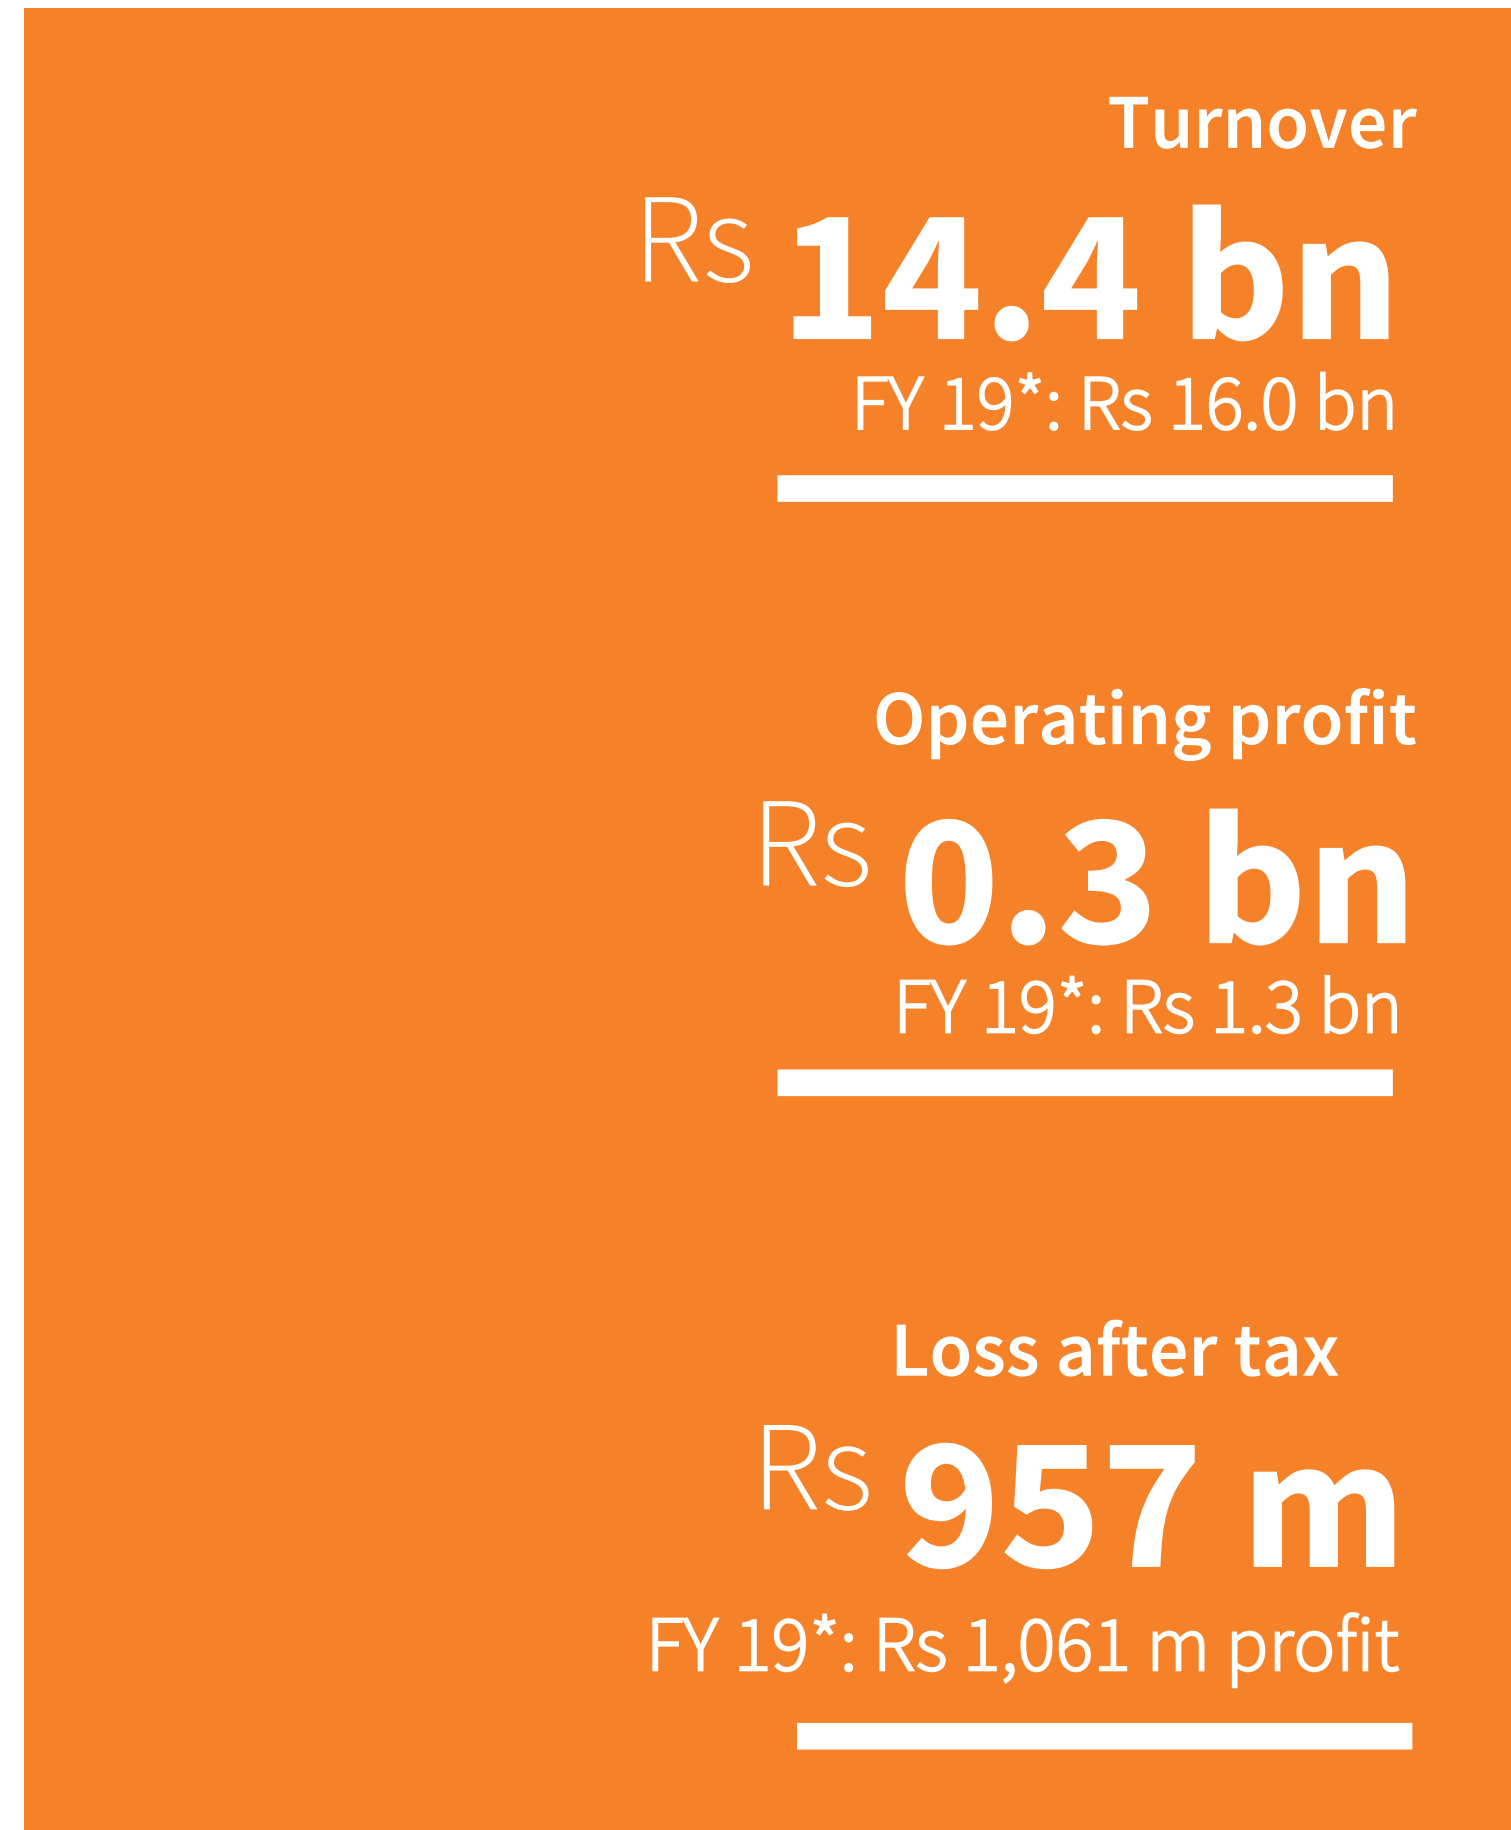 Turnover
Rs 14.4 bn
FY 19*: Rs 16.0 bn
Operating profit
Rs 0.3 bn
FY 19*: Rs 1.3 bn
Loss after tax
Rs 957 m
FY 19*: Rs 1,061 m profit